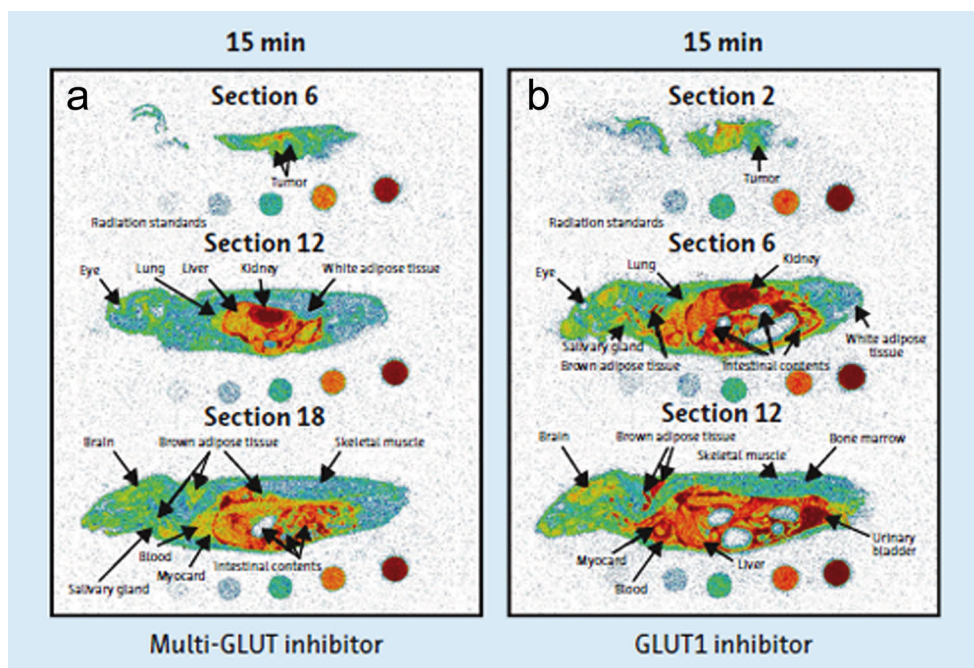 15 min
a
Section 6
Tumor
Radiation standards
Section 12
Eye
Lung
Liver
Kidney
White adipose tissue
Section 18
Brain
Brown adipose tissue
Skeletal muscle
Blood
Myocard
Intestinal contents
Salivary gland
Multi-GLUT inhibitor
15 min
b
Section 2
Tumor
Radiation standards
Section 6
Eye
Lung
Kidney
Salivary gland
Brown adipose tissue
Intestinal contents
White adipose
tissue
Section 12
Brain
Brown adipose tissue
Skeletal muscle
Bone marrow
Myocard
Blood
Liver
Urinary
bladder
GLUT1 inhibitor